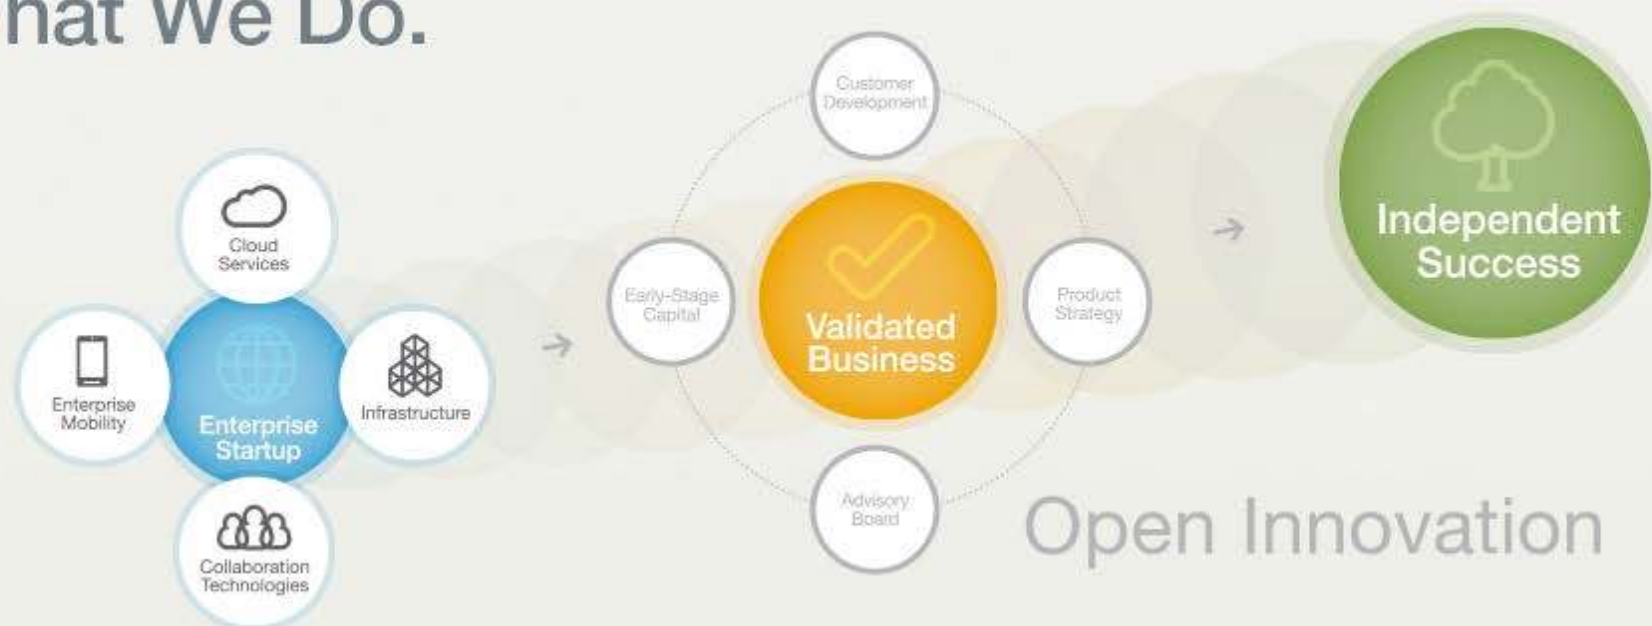 hat We Do.
Cloud
Services
Enterprise
Mobility
Enterprise
Startup
Infrastructure
Collaboration
Technologies
Customer
Development
Early-Stage
Capital
Validated
Business
Product
Strategy
Advisory
Board
Independent
Success
Open Innovation